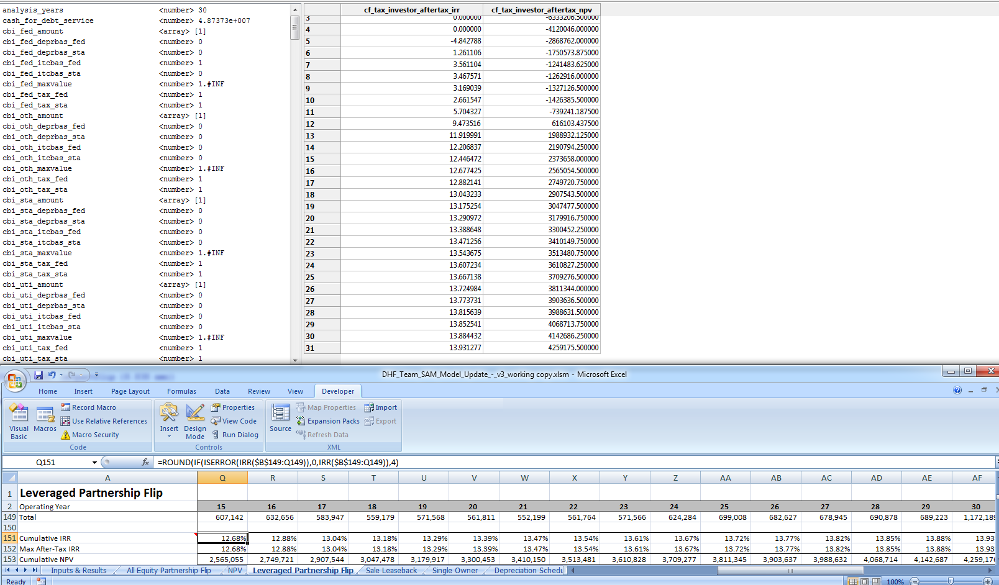 analysis_years <number> 30
cash_for_debt_service <number> 4.87373e+007
cbi_fed_amount <array> [1]
cbi_fed_deprbas_fed <number> 0
cbi_fed_deprbas_sta <number> 0
cbi_fed_itcbas_fed <number> 1
cbi_fed_itcbas_sta <number> 0
cbi_fed_maxvalue <number> 1.#INF
cbi_fed_tax_fed <number> 1
cbi_fed_tax_sta <number> 1
cbi_oth_amount <array> [1]
cbi_oth_deprbas_fed <number> 0
cbi_oth_deprbas_sta <number> 0
cbi_oth_itcbas_fed <number> 0
cbi_oth_itcbas_sta <number> 0
cbi_oth_maxvalue <number> 1.#INF
cbi_oth_tax_fed <number> 1
cbi_oth_tax_sta <number> 1
cbi_sta_amount <array> [1]
cbi_sta_deprbas_fed <number> 0
cbi_sta_deprbas_sta <number> 0
cbi_sta_itcbas_fed <number> 0
cbi_sta_itcbas_sta <number> 0
cbi_sta_maxvalue <number> 1.#INF
cbi_sta_tax_fed <number> 1
cbi_sta_tax_sta <number> 1
cbi_uti_amount <array> [1]
cbi_uti_deprbas_fed <number> 0
cbi_uti_deprbas_sta <number> 0
cbi_uti_itcbas_fed <number> 0
cbi_uti_itcbas_sta <number> 0
cbi_uti_maxvalue <number> 1.#INF
cbi_uti_tax_fed <number> 1
cbi_uti_tax_sta <number> 1
cf_tax_investor_aftertax_irr cf_tax_investor_aftertax_npv
3 0.000000 -6333206.500000
4 0.000000 -4120046.000000
5 -4.842788 -2868762.000000
6 1.261106 -1750573.875000
7 3.561104 -1241483.625000
8 3.467571 -1262916.000000
9 3.169039 -1327126.500000
10 2.661547 -1426385.500000
11 5.704327 -739241.187500
12 9.473516 616103.437500
13 11.919991 1988932.125000
14 12.206837 2190794.250000
15 12.446472 2373658.000000
16 12.677425 2565054.500000
17 12.882141 2749720.750000
18 13.043233 2907543.500000
19 13.175254 3047477.500000
20 13.290972 3179916.750000
21 13.388648 3300452.250000
22 13.471256 3410149.750000
23 13.543675 3513480.750000
24 13.607234 3610827.250000
25 13.667138 3709276.500000
26 13.724984 3811344.000000
27 13.773731 3903636.500000
28 13.815639 3988631.500000
29 13.852541 4068713.750000
30 13.884432 4142686.250000
31 13.931277 4259175.500000
DHF_Team_SAM_Model_Update_-_v3_working copy.xlsm - Microsoft Excel
Home Insert Page Layout Formulas Data Review View Developer
Visual Basic
Macros
Record Macro
Use Relative References
Macro Security
Code
Insert
Design Mode
Properties
View Code
Run Dialog
Controls
Source
Map Properties
Expansion Packs
Refresh Data
Import
Export
XML
Q151 fx =ROUND(IF(ISERROR(IRR($B$149:Q149)),0,IRR($B$149:Q149)),4)
A Q R S T U V W X Y Z AA AB AC AD AE AF
1 Leveraged Partnership Flip
2 Operating Year 15 16 17 18 19 20 21 22 23 24 25 26 27 28 29 30
149 Total 607,142 632,656 583,947 559,179 571,568 561,811 552,199 561,764 571,566 624,284 699,008 682,627 678,945 690,878 689,223 1,172,189
150
151 Cumulative IRR 12.68% 12.88% 13.04% 13.18% 13.29% 13.39% 13.47% 13.54% 13.61% 13.67% 13.72% 13.77% 13.82% 13.85% 13.88% 13.93
152 Max After-Tax IRR 12.68% 12.88% 13.04% 13.18% 13.29% 13.39% 13.47% 13.54% 13.61% 13.67% 13.72% 13.77% 13.82% 13.85% 13.88% 13.93
153 Cumulative NPV 2,565,055 2,749,721 2,907,544 3,047,478 3,179,917 3,300,453 3,410,150 3,513,481 3,610,828 3,709,277 3,811,345 3,903,637 3,988,632 4,068,714 4,142,687 4,259,176
Inputs & Results All Equity Partnership Flip NPV Leveraged Partnership Flip Sale Leaseback Single Owner Depreciation Schedu
Ready 100%